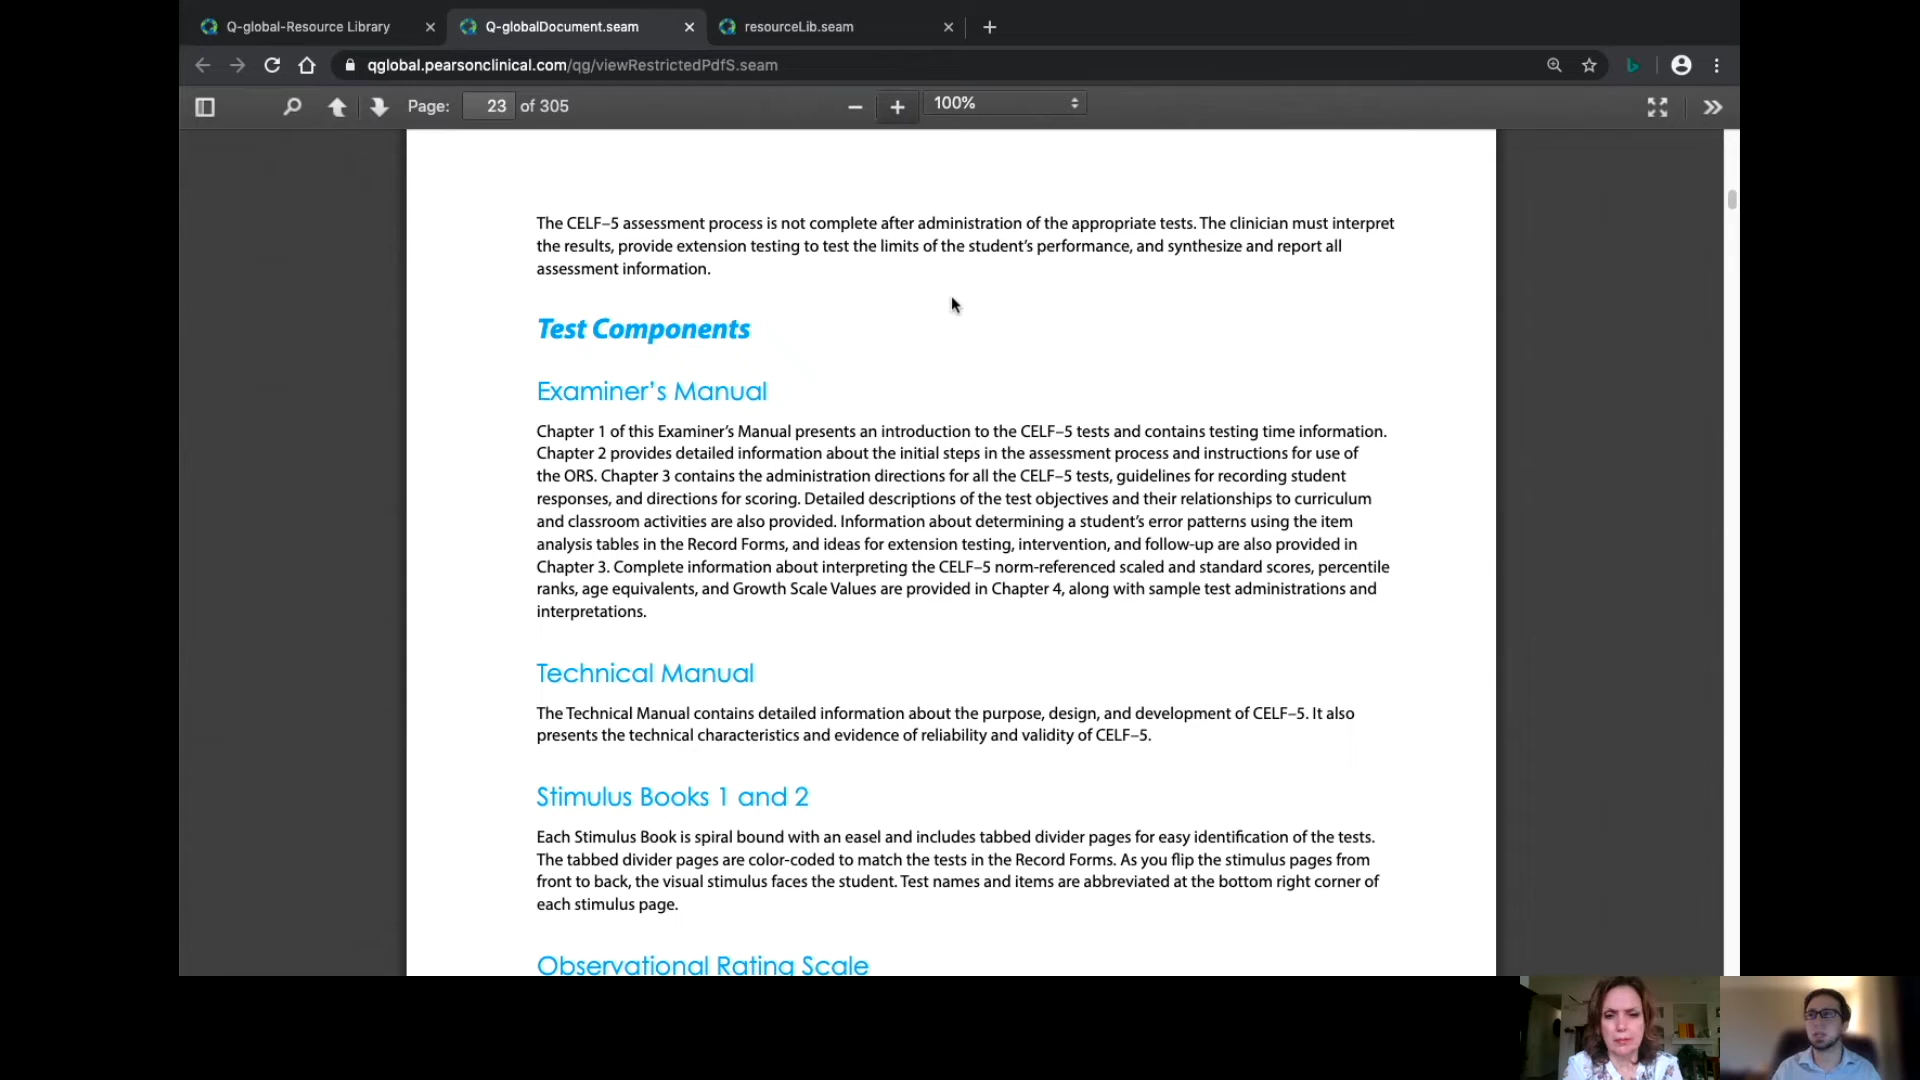 Q-global-Resource Library
Q-globalDocument.seam
resourceLib.seam
qglobal.pearsonclinical.com/qg/viewRestrictedPdfS.seam
Page: 23 of 305
100%
The CELF–5 assessment process is not complete after administration of the appropriate tests. The clinician must interpret
the results, provide extension testing to test the limits of the student’s performance, and synthesize and report all
assessment information.
Test Components
Examiner’s Manual
Chapter 1 of this Examiner’s Manual presents an introduction to the CELF–5 tests and contains testing time information.
Chapter 2 provides detailed information about the initial steps in the assessment process and instructions for use of
the ORS. Chapter 3 contains the administration directions for all the CELF–5 tests, guidelines for recording student
responses, and directions for scoring. Detailed descriptions of the test objectives and their relationships to curriculum
and classroom activities are also provided. Information about determining a student’s error patterns using the item
analysis tables in the Record Forms, and ideas for extension testing, intervention, and follow-up are also provided in
Chapter 3. Complete information about interpreting the CELF–5 norm-referenced scaled and standard scores, percentile
ranks, age equivalents, and Growth Scale Values are provided in Chapter 4, along with sample test administrations and
interpretations.
Technical Manual
The Technical Manual contains detailed information about the purpose, design, and development of CELF–5. It also
presents the technical characteristics and evidence of reliability and validity of CELF–5.
Stimulus Books 1 and 2
Each Stimulus Book is spiral bound with an easel and includes tabbed divider pages for easy identification of the tests.
The tabbed divider pages are color-coded to match the tests in the Record Forms. As you flip the stimulus pages from
front to back, the visual stimulus faces the student. Test names and items are abbreviated at the bottom right corner of
each stimulus page.
Observational Rating Scale